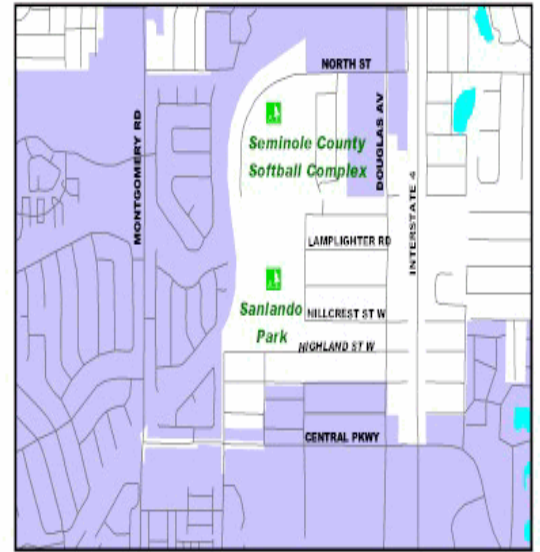 NORTH ST
MONTGOMERY RD
DOUGLAS AV
INTERSTATE 4
Seminole County
Softball Complex
LAMPLIGHTER RD
Sanlando
Park
HILLCREST ST W
HIGHLAND ST W
CENTRAL PKWY